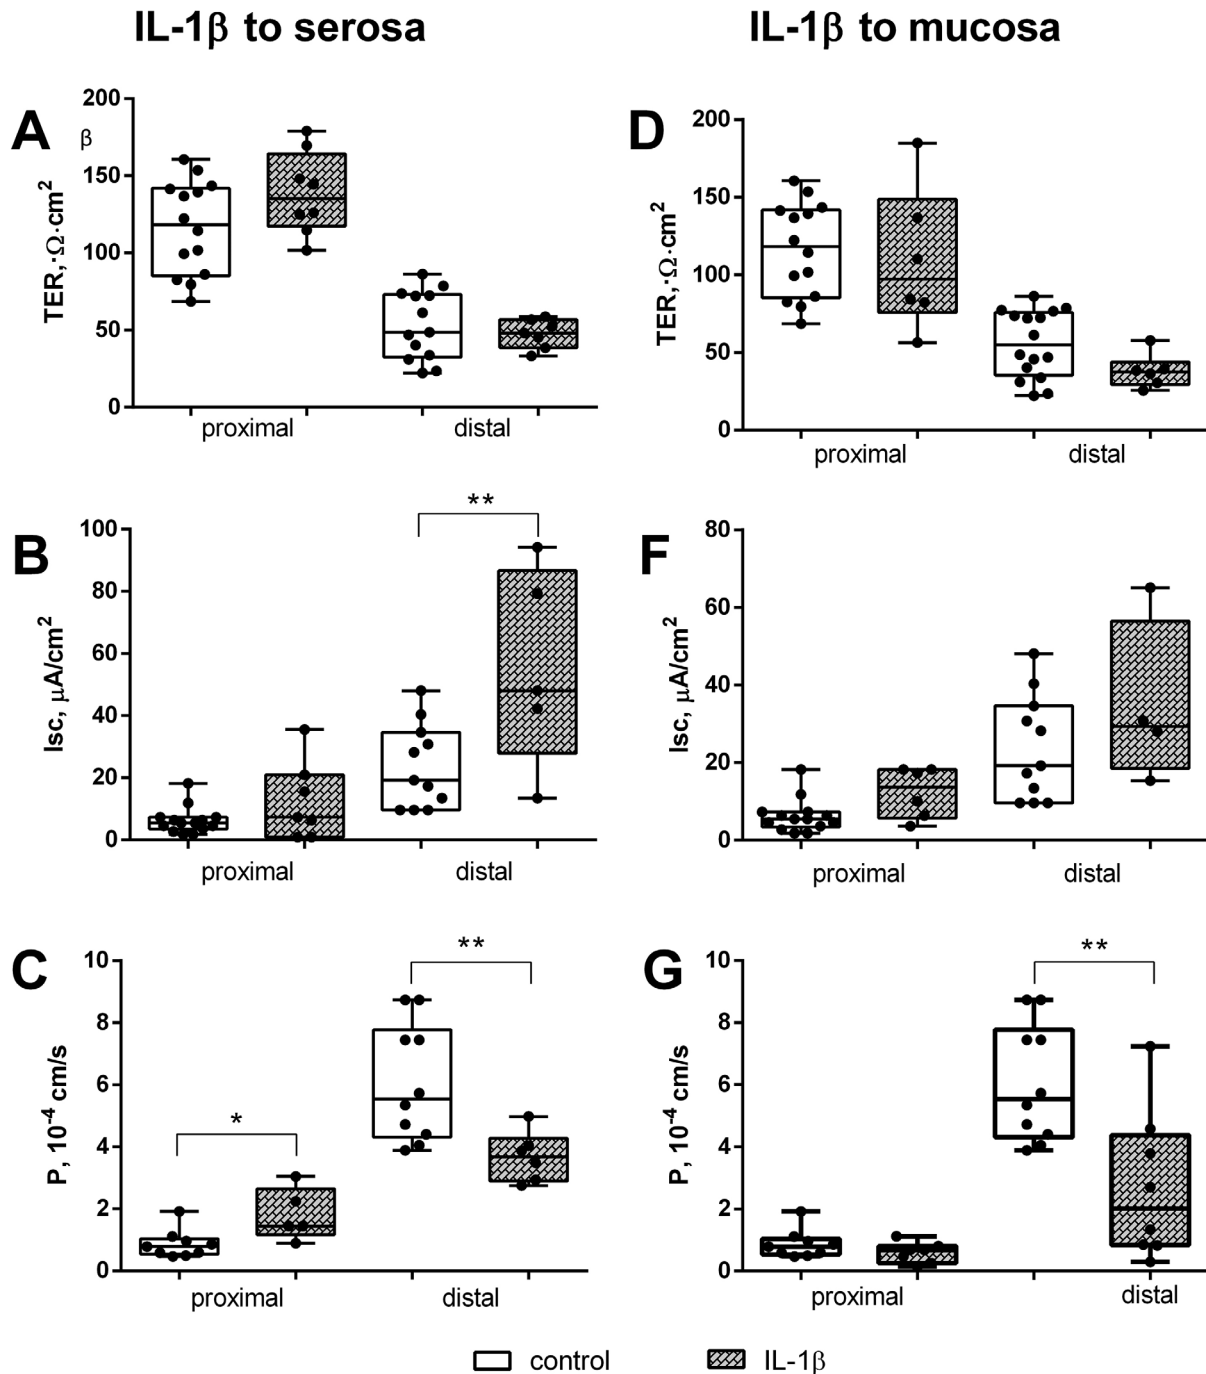 IL-1β to serosa
IL-1β to mucosa
A
β
TER,·Ω·cm²
200
150
100
50
0
proximal
distal
D
TER,·Ω·cm²
200
150
100
50
0
proximal
distal
B
Isc, μA/cm²
100
80
60
40
20
0
**
proximal
distal
F
Isc, μA/cm²
80
60
40
20
0
proximal
distal
C
P, 10⁻⁴ cm/s
10
8
6
4
2
0
*
**
proximal
distal
G
P, 10⁻⁴ cm/s
10
8
6
4
2
0
**
proximal
distal
control
IL-1β